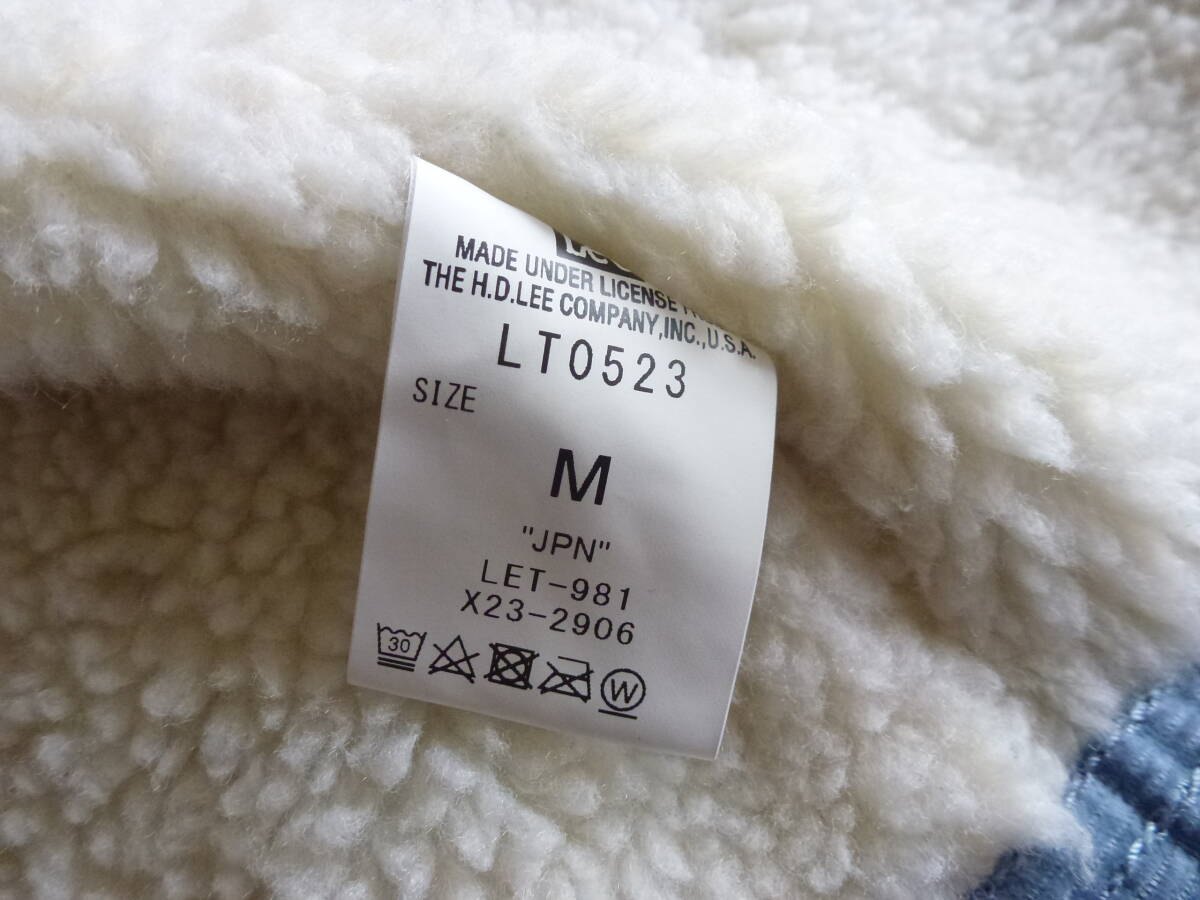 MADE UNDER LICENSE
THE H.D.LEE COMPANY,INC.,U.S.A.
LT0523
SIZE
M
"JPN"
LET-981
X23-2906
30
W